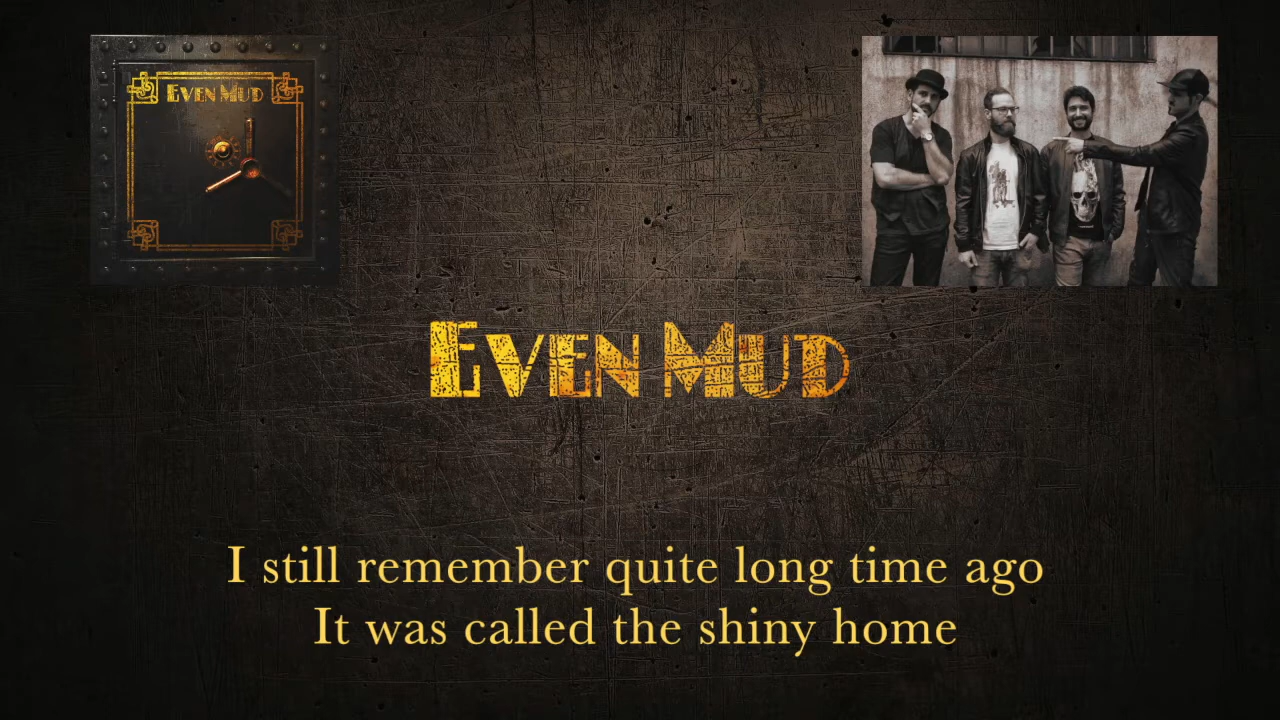 EVEN MUD
EVEN MUD
I still remember quite long time ago
It was called the shiny home